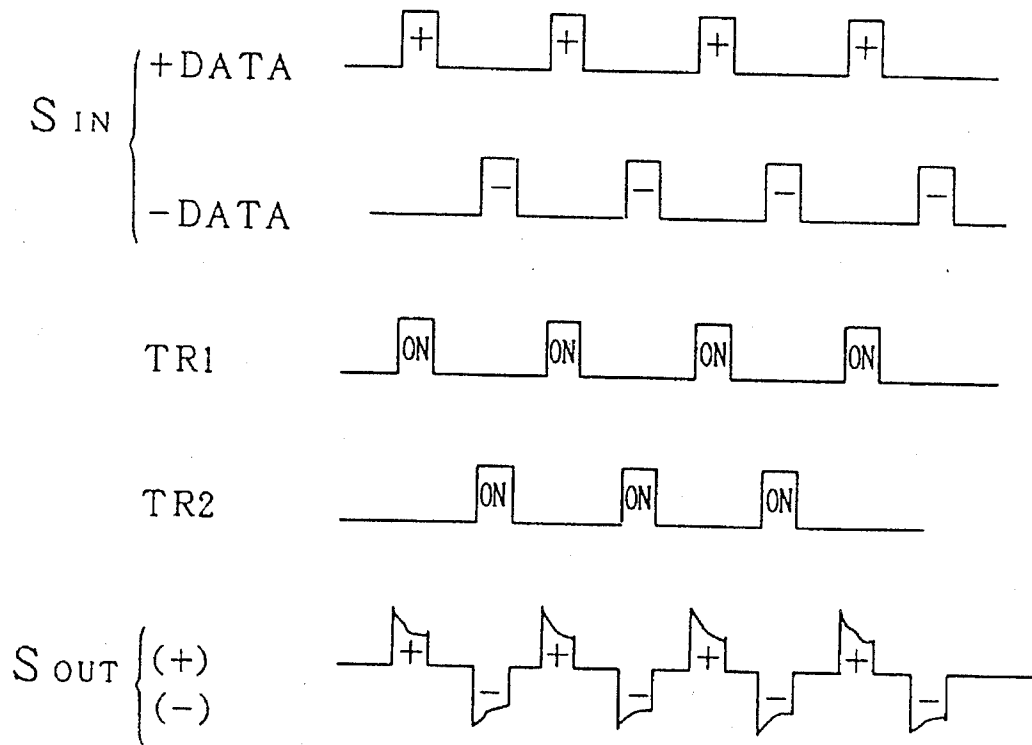 S IN
+DATA
+ + + +
-DATA
- - - -
TR1
ON ON ON ON
TR2
ON ON ON
S OUT
(+)
(-)
+ + + +
- - - -